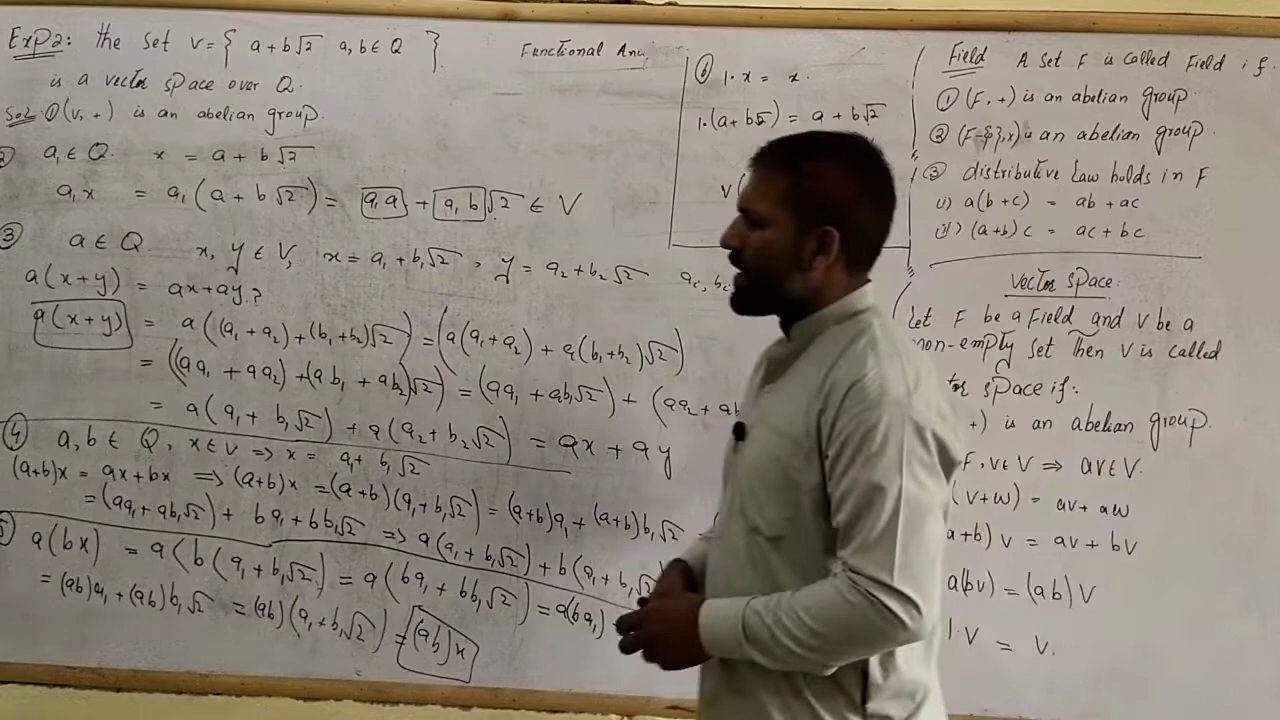 Exp2: the set V = { a + b√2 a, b ∈ Q }
is a vector space over Q.
Sol: ① (V, +) is an abelian group.
② a₁ ∈ Q. x = a + b√2
a₁x = a₁(a + b√2) = a₁a + a₁b√2 ∈ V
③ a ∈ Q x, y ∈ V, x = a₁ + b₁√2, y = a₂ + b₂√2
a(x+y) = ax+ay?
a(x+y) = a((a₁+a₂)+(b₁+b₂)√2) = (a(a₁+a₂) + a(b₁+b₂)√2)
= ((aa₁ + aa₂) + (ab₁ + ab₂)√2) = (aa₁ + ab₁√2) + (aa₂ + ab
= a(a₁ + b₁√2) + a(a₂ + b₂√2) = ax + ay
④ a, b ∈ Q, x ∈ V ⇒ x = a₁ + b₁√2
(a+b)x = ax+bx ⇒ (a+b)x = (a+b)(a₁+b₁√2) = (a+b)a₁ + (a+b)b₁√2
= (aa₁ + ab₁√2) + ba₁ + bb₁√2 ⇒ a(a₁ + b₁√2) + b(a₁ + b₁√2
⑤ a(bx) = a(b(a₁+b₁√2) = a(ba₁ + bb₁√2) = a(ba₁)
= (ab)a₁ + (ab)b₁√2 = (ab)(a₁+b₁√2) = (ab)x
Functional
⑥ 1·x = x.
1·(a+b√2) = a + b√2
V
Field A set F is called Field if.
① (F, +) is an abelian group.
② (F-{}, x) is an abelian group.
③ distributive Law holds in F
i) a(b+c) = ab + ac
ii) (a+b)c = ac + bc
Vector space:
Let F be a Field and V be a
non-empty set Then V is called
space if:
+) is an abelian group.
F, v ∈ V ⇒ av ∈ V.
(v+w) = av + aw
a+b)v = av + bv
a(bv) = (ab)v
1·v = v.